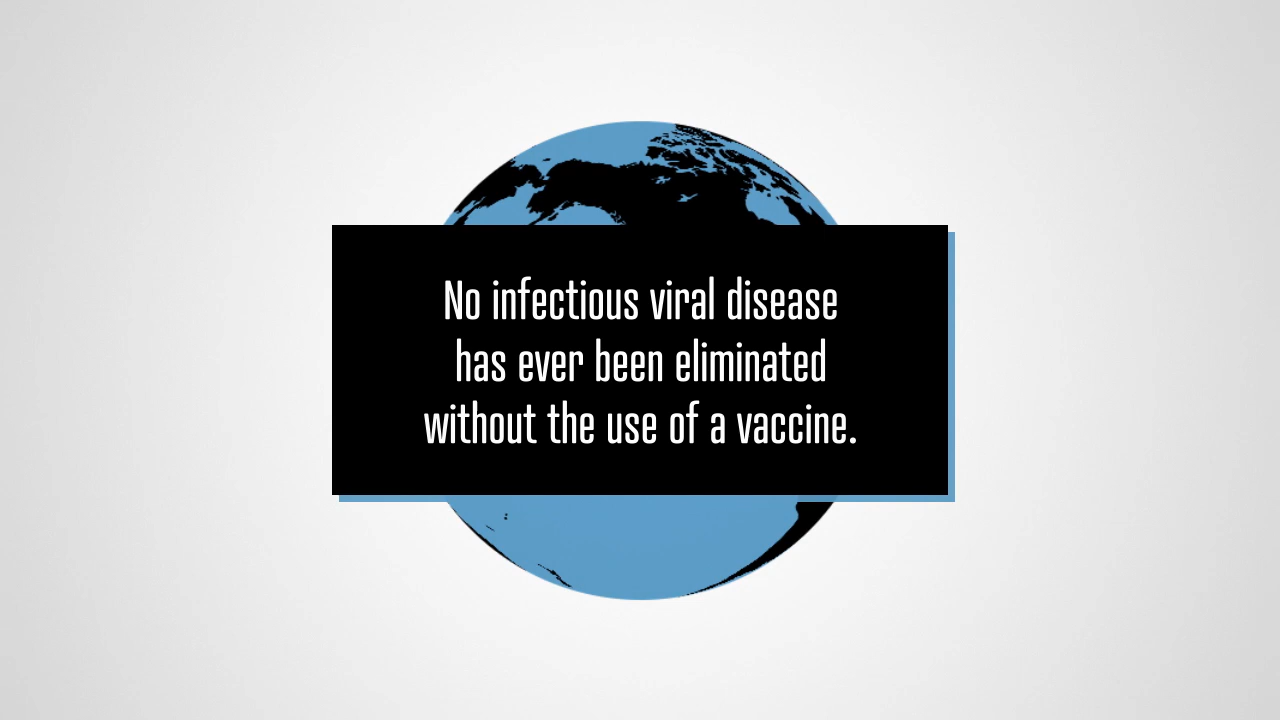 No infectious viral disease
has ever been eliminated
without the use of a vaccine.